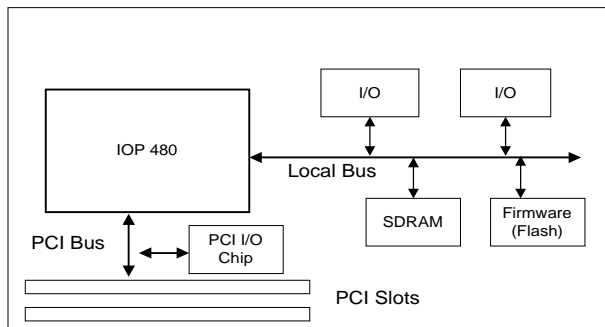 I/O
I/O
IOP 480
Local Bus
SDRAM
Firmware
(Flash)
PCI Bus
PCI I/O
Chip
PCI Slots